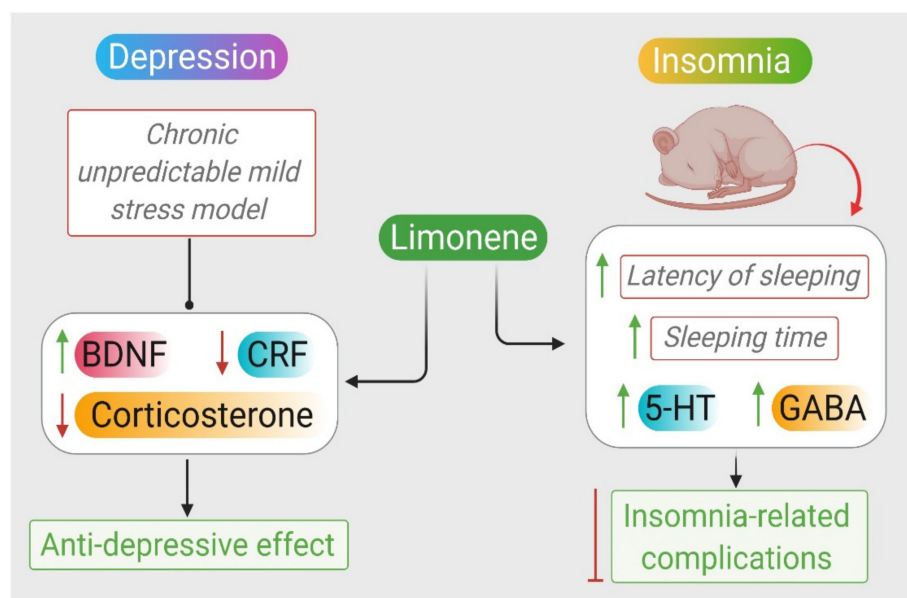 Depression
Insomnia
Chronic
unpredictable mild
stress model
Limonene
Latency of sleeping
Sleeping time
BDNF
CRF
Corticosterone
5-HT
GABA
Anti-depressive effect
Insomnia-related
complications